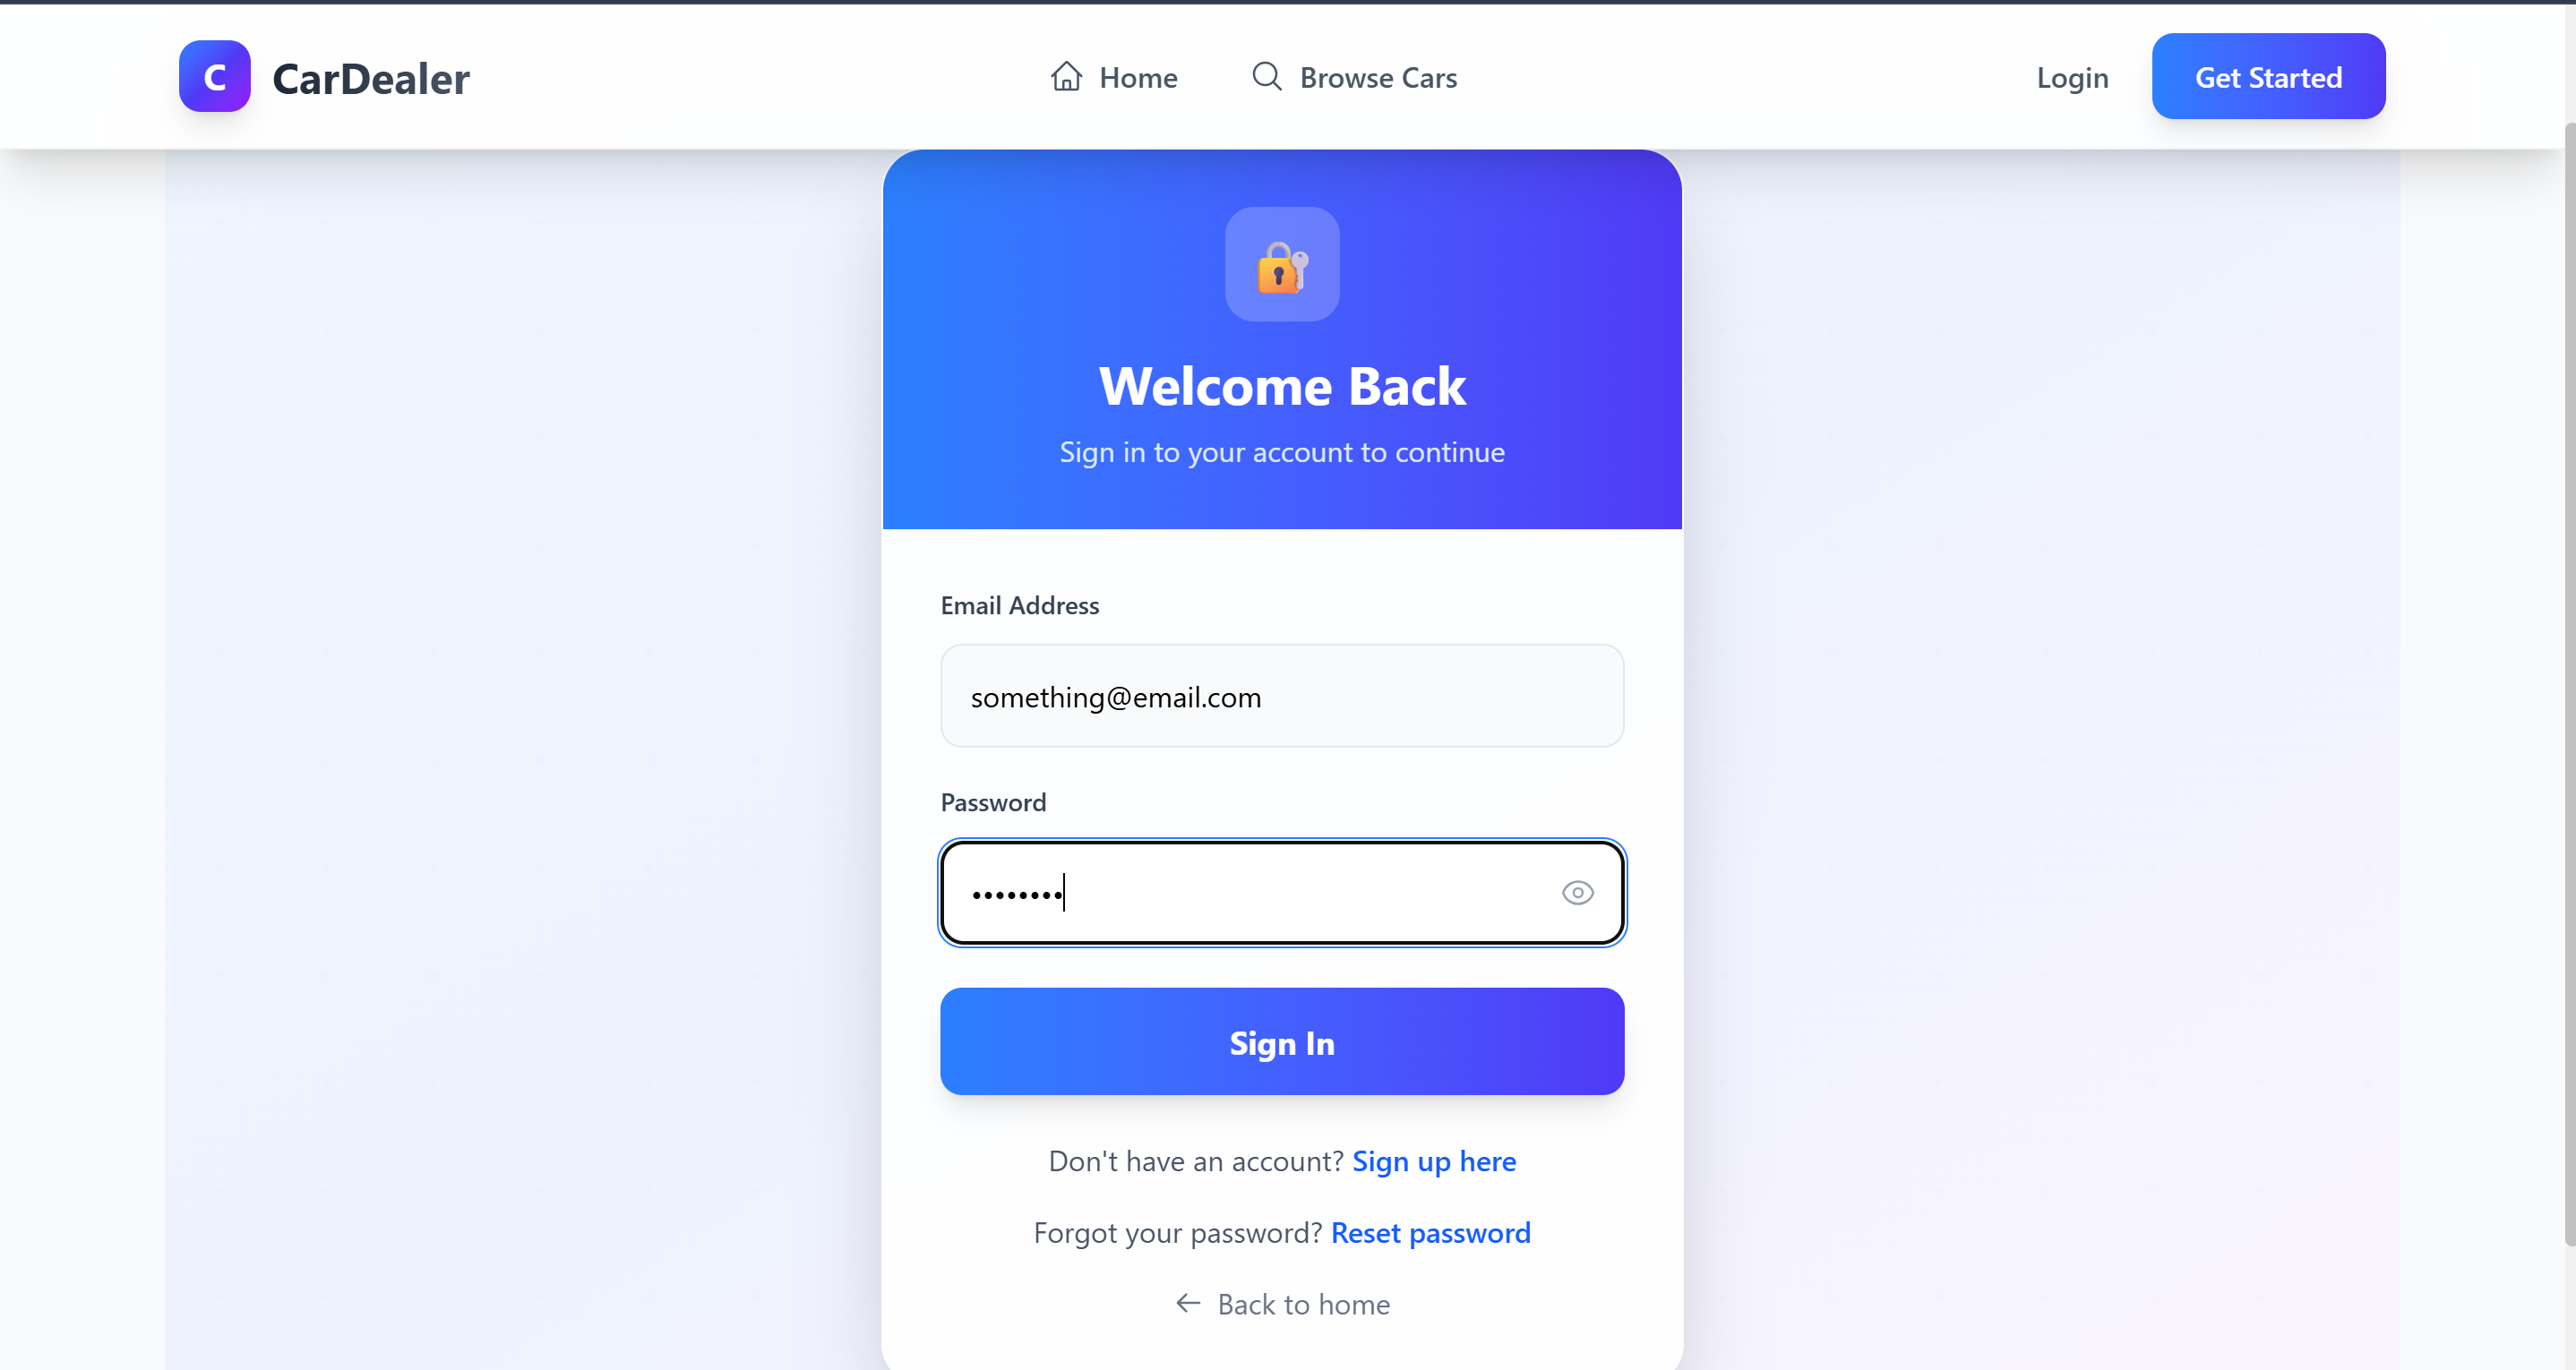 C CarDealer
Home
Browse Cars
Login
Get Started
Welcome Back
Sign in to your account to continue
Email Address
something@email.com
Password
••••••••
Sign In
Don't have an account? Sign up here
Forgot your password? Reset password
← Back to home